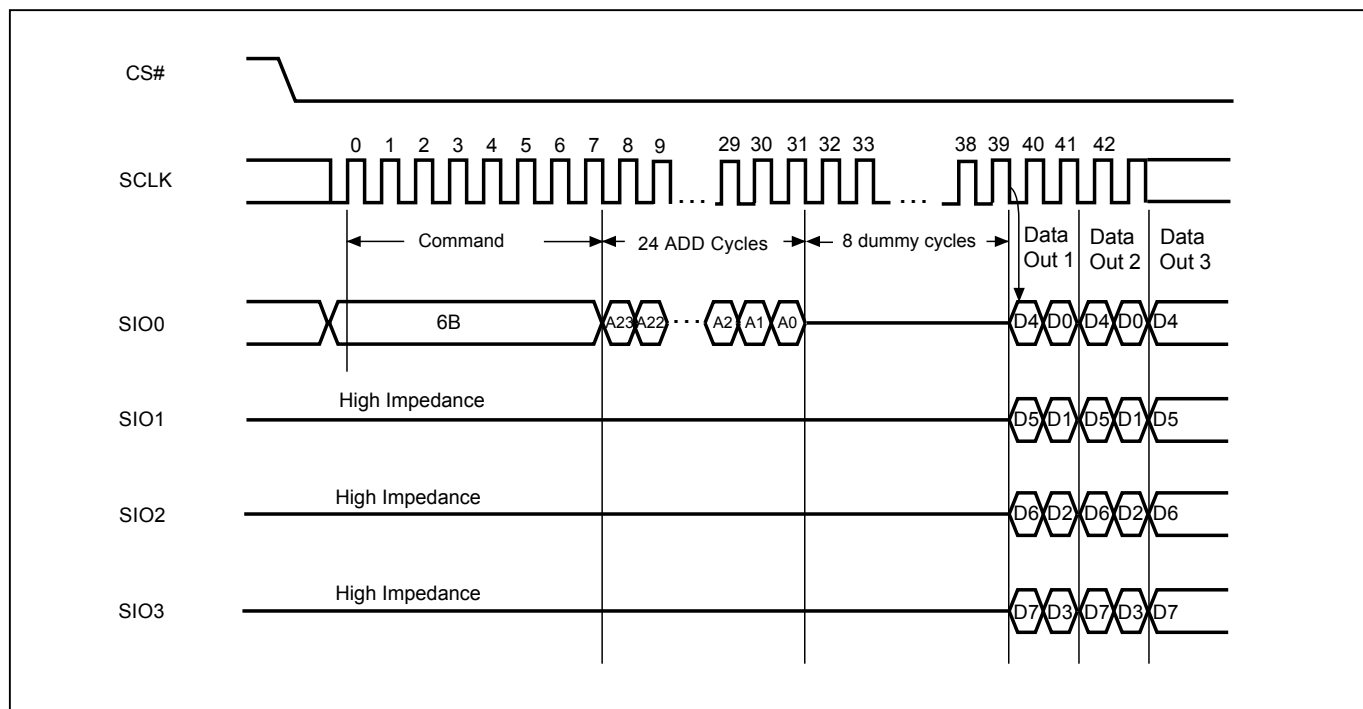 CS#
0 1 2 3 4 5 6 7 8 9 29 30 31 32 33 38 39 40 41 42
SCLK
Command 24 ADD Cycles 8 dummy cycles Data Out 1 Data Out 2 Data Out 3
SIO0 6B A23 A22 A2 A1 A0 D4 D0 D4 D0 D4
High Impedance
SIO1 D5 D1 D5 D1 D5
High Impedance
SIO2 D6 D2 D6 D2 D6
High Impedance
SIO3 D7 D3 D7 D3 D7